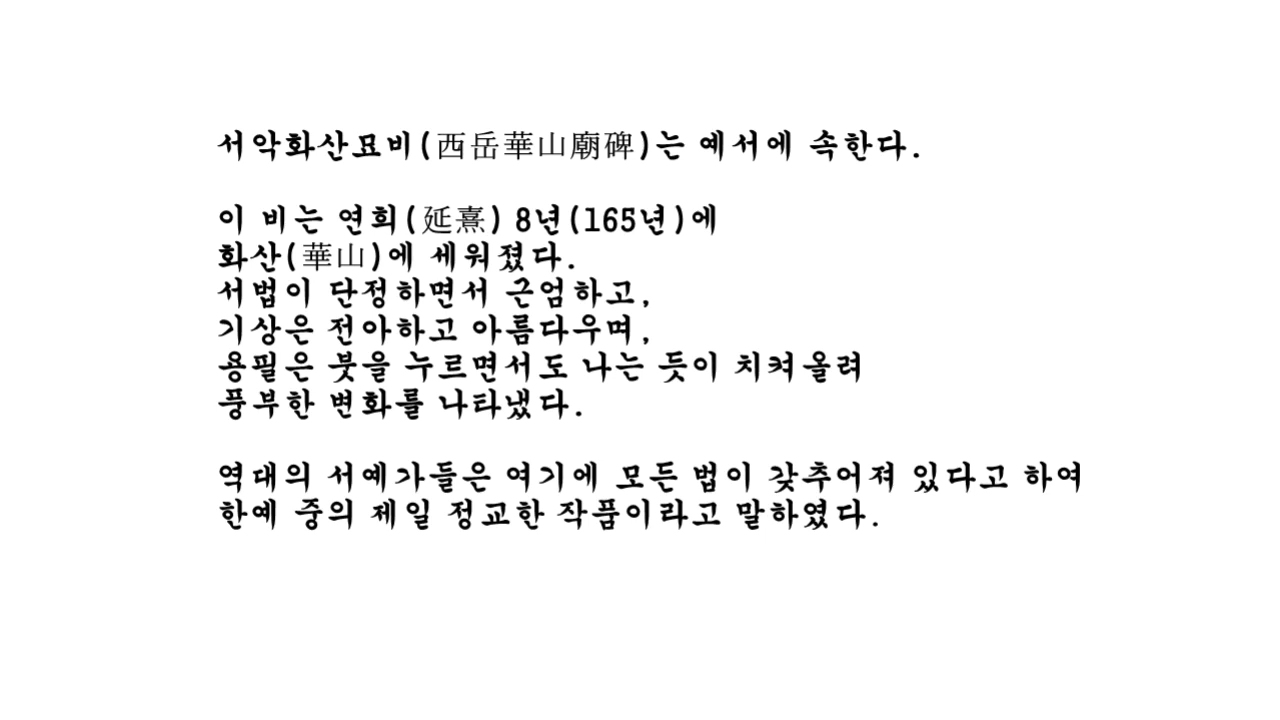 서악화산묘비(西岳華山廟碑)는 예서에 속한다.
이 비는 연희(延熹) 8년(165년)에
화산(華山)에 세워졌다.
서법이 단정하면서 근엄하고,
기상은 전아하고 아름다우며,
용필은 붓을 누르면서도 나는 듯이 치켜올려
풍부한 변화를 나타냈다.
역대의 서예가들은 여기에 모든 법이 갖추어져 있다고 하여
한예 중의 제일 정교한 작품이라고 말하였다.